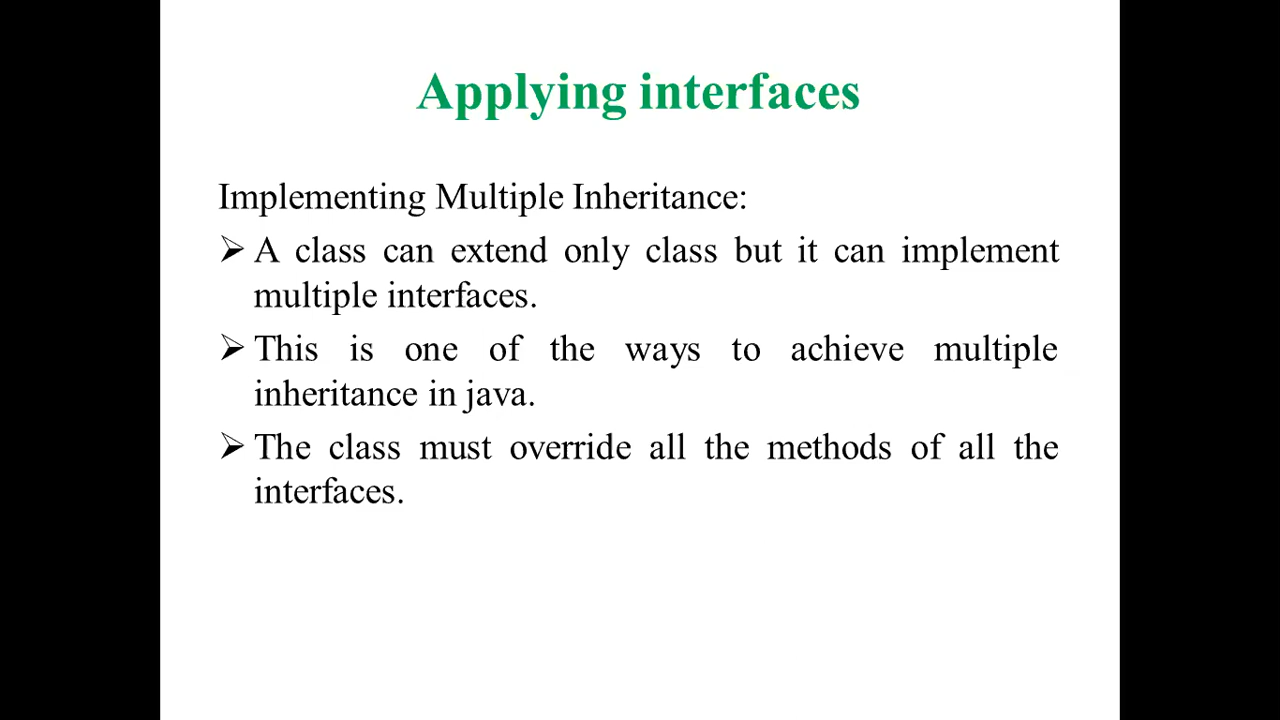 Applying interfaces
Implementing Multiple Inheritance:
➢ A class can extend only class but it can implement
multiple interfaces.
➢ This is one of the ways to achieve multiple
inheritance in java.
➢ The class must override all the methods of all the
interfaces.